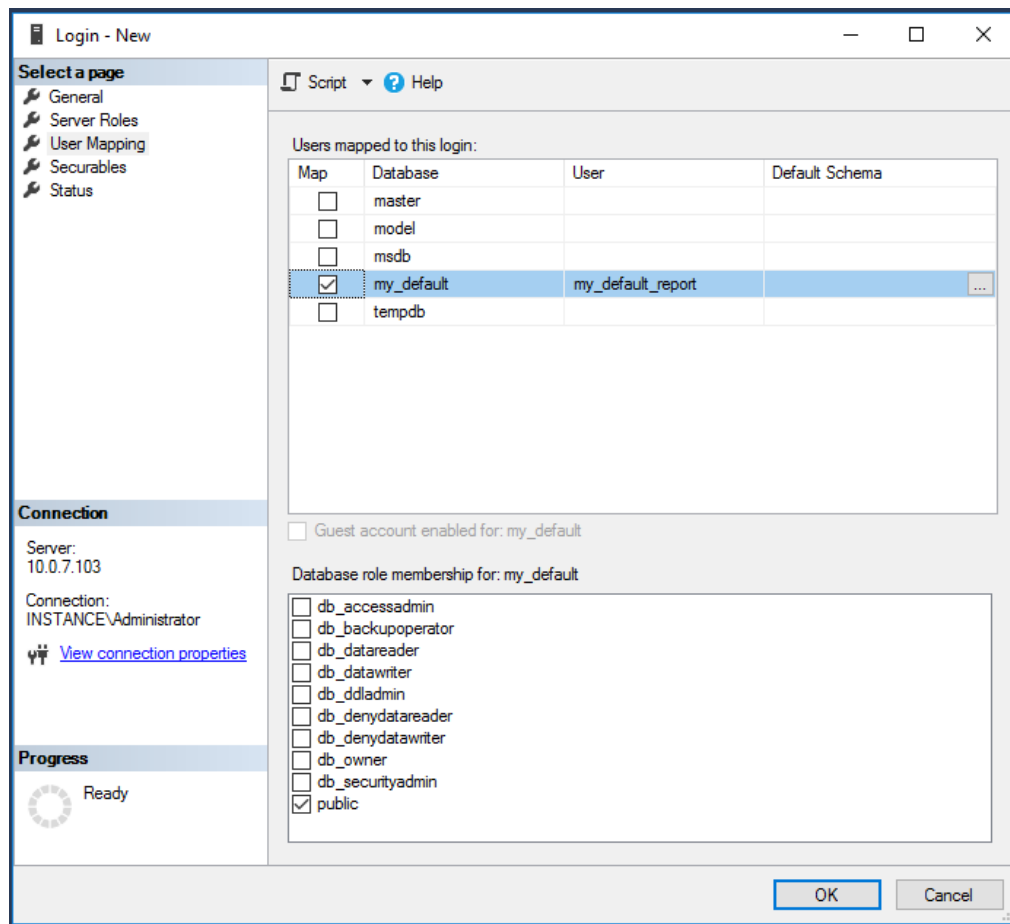 Login - New
Select a page
General
Server Roles
User Mapping
Securables
Status
Script
Help
Users mapped to this login:
Map Database User Default Schema
master
model
msdb
my_default my_default_report ...
tempdb
Guest account enabled for: my_default
Database role membership for: my_default
db_accessadmin
db_backupoperator
db_datareader
db_datawriter
db_ddladmin
db_denydatareader
db_denydatawriter
db_owner
db_securityadmin
public
Connection
Server:
10.0.7.103
Connection:
INSTANCE\Administrator
View connection properties
Progress
Ready
OK Cancel